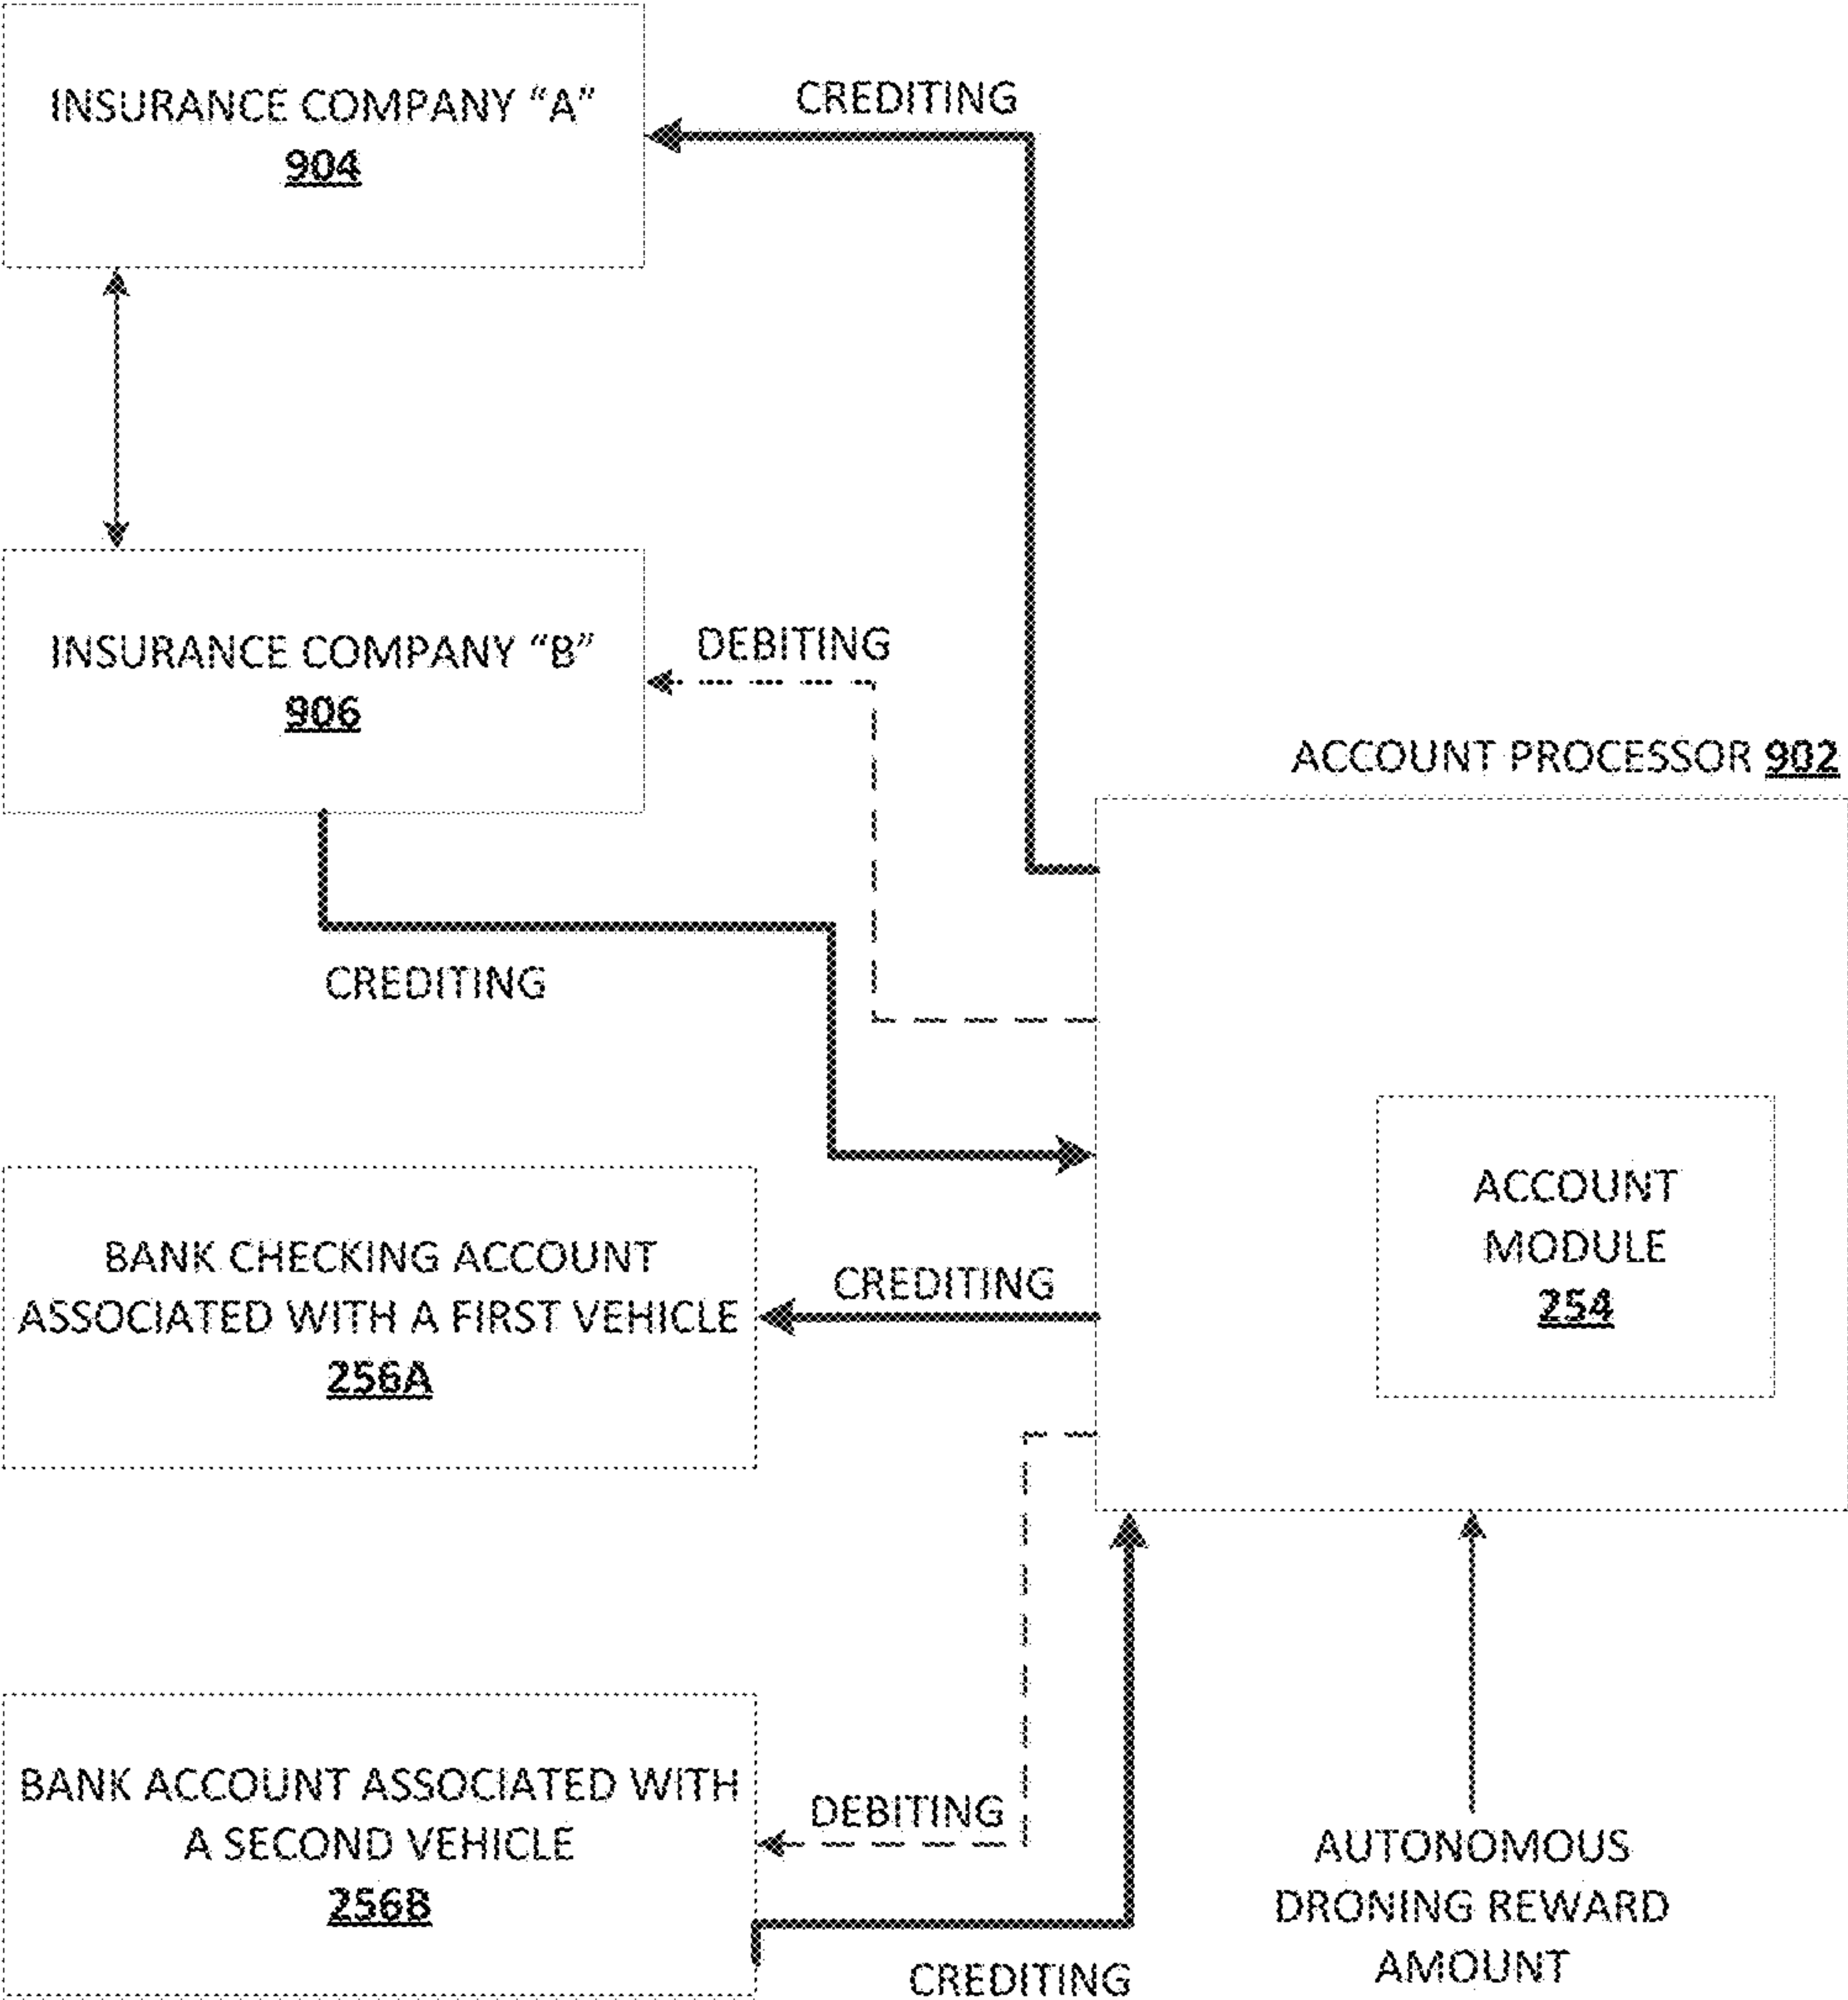 INSURANCE COMPANY “A”
904
CREDITING
INSURANCE COMPANY “B”
906
DEBITING
ACCOUNT PROCESSOR 902
CREDITING
ACCOUNT
MODULE
254
BANK CHECKING ACCOUNT
ASSOCIATED WITH A FIRST VEHICLE
256A
CREDITING
BANK ACCOUNT ASSOCIATED WITH
A SECOND VEHICLE
256B
DEBITING
CREDITING
AUTONOMOUS
DRONING REWARD
AMOUNT